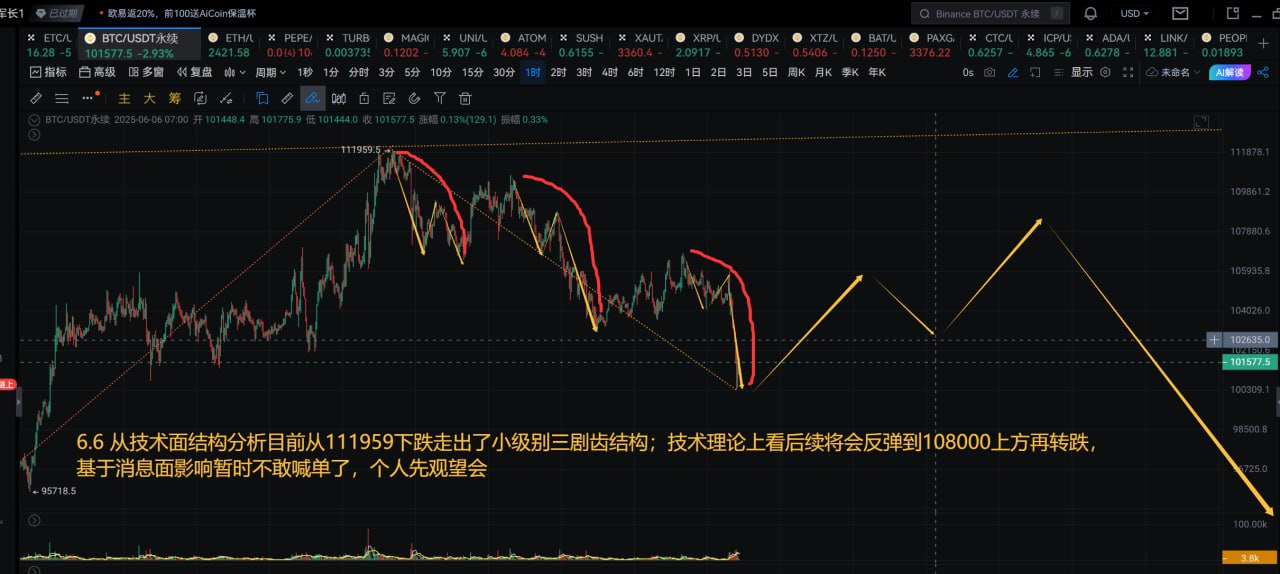 军长1 已过期 • 欧易返20%，前100送AiCoin保温杯 Binance BTC/USDT 永续 / USD
ETC/U BTC/USDT永续 ETH/U PEPE/ TURB MAGI UNI/U ATOM SUSH XAUT XRP/U DYDX XTZ/U BAT/U PAXG CTC/U ICP/US ADA/U LINK/ PEOPI
16.28 -5 101577.5 -2.93% 2421.58 0.0(4)10 0.003735 0.1202 - 5.907 -6 4.084 -4 0.6155 - 3360.4 - 2.0917 - 0.5130 - 0.5406 - 0.1250 - 3376.22 0.6257 - 4.865 -6 0.6278 - 12.881 - 0.01893
指标 高级 多窗 复盘 周期 1秒 1分 分时 3分 5分 10分 15分 30分 1时 2时 3时 4时 6时 12时 1日 2日 3日 5日 周K 月K 季K 年K 0s 显示 未命名 AI解读
主 大 筹
BTC/USDT永续 2025-06-06 07:00 开 101448.4 高 101775.9 低 101444.0 收 101577.5 涨幅 0.13%(129.1) 振幅 0.33%
111959.5
111878.1
109861.2
107880.6
105935.8
104026.0
102635.0
102150.6
101577.5
100309.1
链上
6.6 从技术面结构分析目前从111959下跌走出了小级别三剧齿结构；技术理论上看后续将会反弹到108000上方再转跌，
98500.8
基于消息面影响暂时不敢喊单了，个人先观望会
96725.0
95718.5
100.00k
3.8k